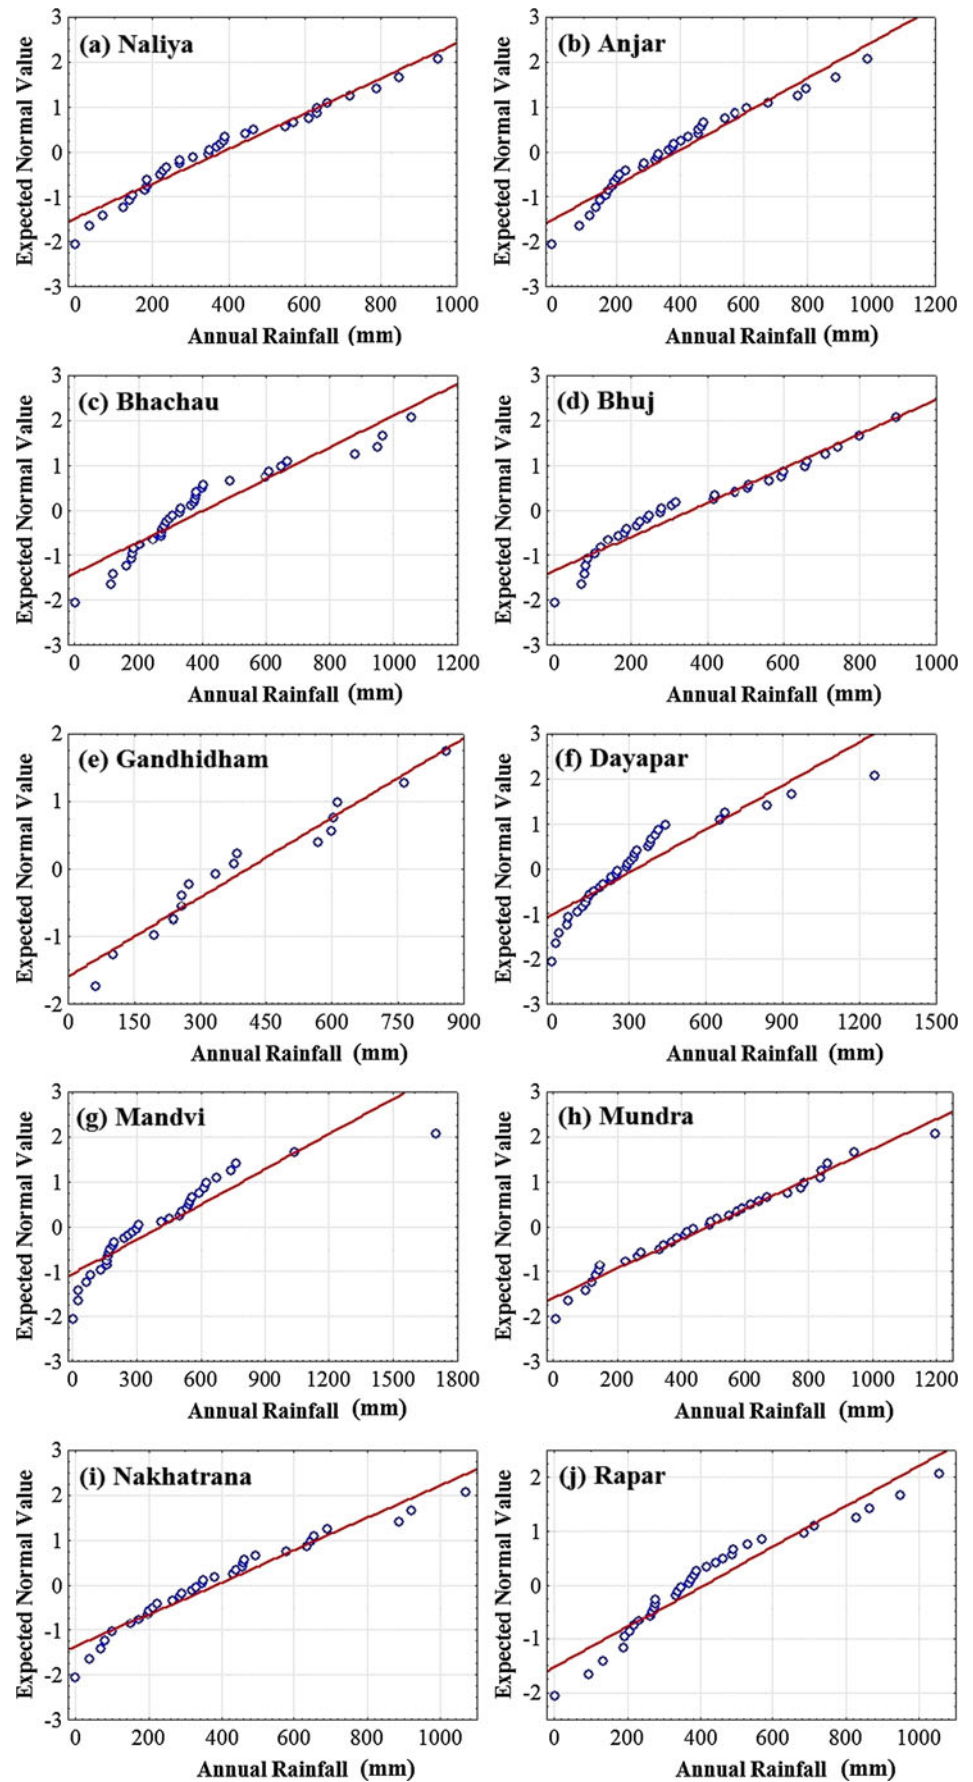 (a) Naliya
Expected Normal Value
3
2
1
0
-1
-2
-3
0 200 400 600 800 1000
Annual Rainfall (mm)
(b) Anjar
Expected Normal Value
3
2
1
0
-1
-2
-3
0 200 400 600 800 1000 1200
Annual Rainfall (mm)
(c) Bhachau
Expected Normal Value
3
2
1
0
-1
-2
-3
0 200 400 600 800 1000 1200
Annual Rainfall (mm)
(d) Bhuj
Expected Normal Value
3
2
1
0
-1
-2
-3
0 200 400 600 800 1000
Annual Rainfall (mm)
(e) Gandhidham
Expected Normal Value
2
1
0
-1
-2
0 150 300 450 600 750 900
Annual Rainfall (mm)
(f) Dayapar
Expected Normal Value
3
2
1
0
-1
-2
-3
0 300 600 900 1200 1500
Annual Rainfall (mm)
(g) Mandvi
Expected Normal Value
3
2
1
0
-1
-2
-3
0 300 600 900 1200 1500 1800
Annual Rainfall (mm)
(h) Mundra
Expected Normal Value
3
2
1
0
-1
-2
-3
0 200 400 600 800 1000 1200
Annual Rainfall (mm)
(i) Nakhatrana
Expected Normal Value
3
2
1
0
-1
-2
-3
0 200 400 600 800 1000
Annual Rainfall (mm)
(j) Rapar
Expected Normal Value
2
1
0
-1
-2
0 200 400 600 800 1000
Annual Rainfall (mm)